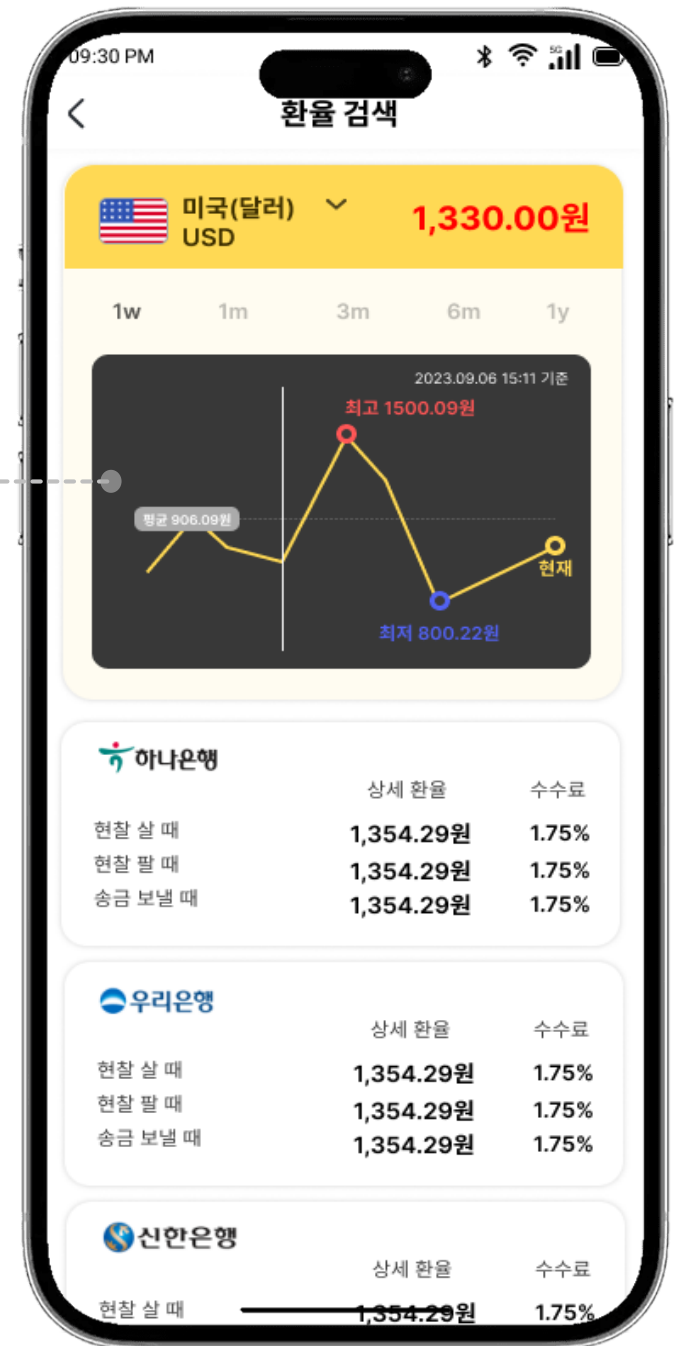 09:30 PM
5G
환율 검색
미국(달러)
USD
1,330.00원
1w 1m 3m 6m 1y
2023.09.06 15:11 기준
최고 1500.09원
평균 906.09원
현재
최저 800.22원
하나은행
상세 환율 수수료
현찰 살 때 1,354.29원 1.75%
현찰 팔 때 1,354.29원 1.75%
송금 보낼 때 1,354.29원 1.75%
우리은행
상세 환율 수수료
현찰 살 때 1,354.29원 1.75%
현찰 팔 때 1,354.29원 1.75%
송금 보낼 때 1,354.29원 1.75%
신한은행
상세 환율 수수료
현찰 살 때 1,354.29원 1.75%